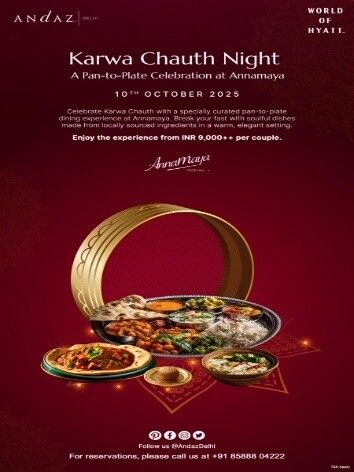 ANdAZ | DELHI
WORLD
OF
HYATT.
Karwa Chauth Night
A Pan-to-Plate Celebration at Annamaya
10TH OCTOBER 2025
Celebrate Karwa Chauth with a specially curated pan-to-plate
dining experience at Annamaya. Break your fast with soulful dishes
made from locally sourced ingredients in a warm, elegant setting.
Enjoy the experience from INR 9,000++ per couple.
AnnaMaya
Follow us @AndazDelhi
For reservations, please call us at +91 85888 04222
T&C Apply